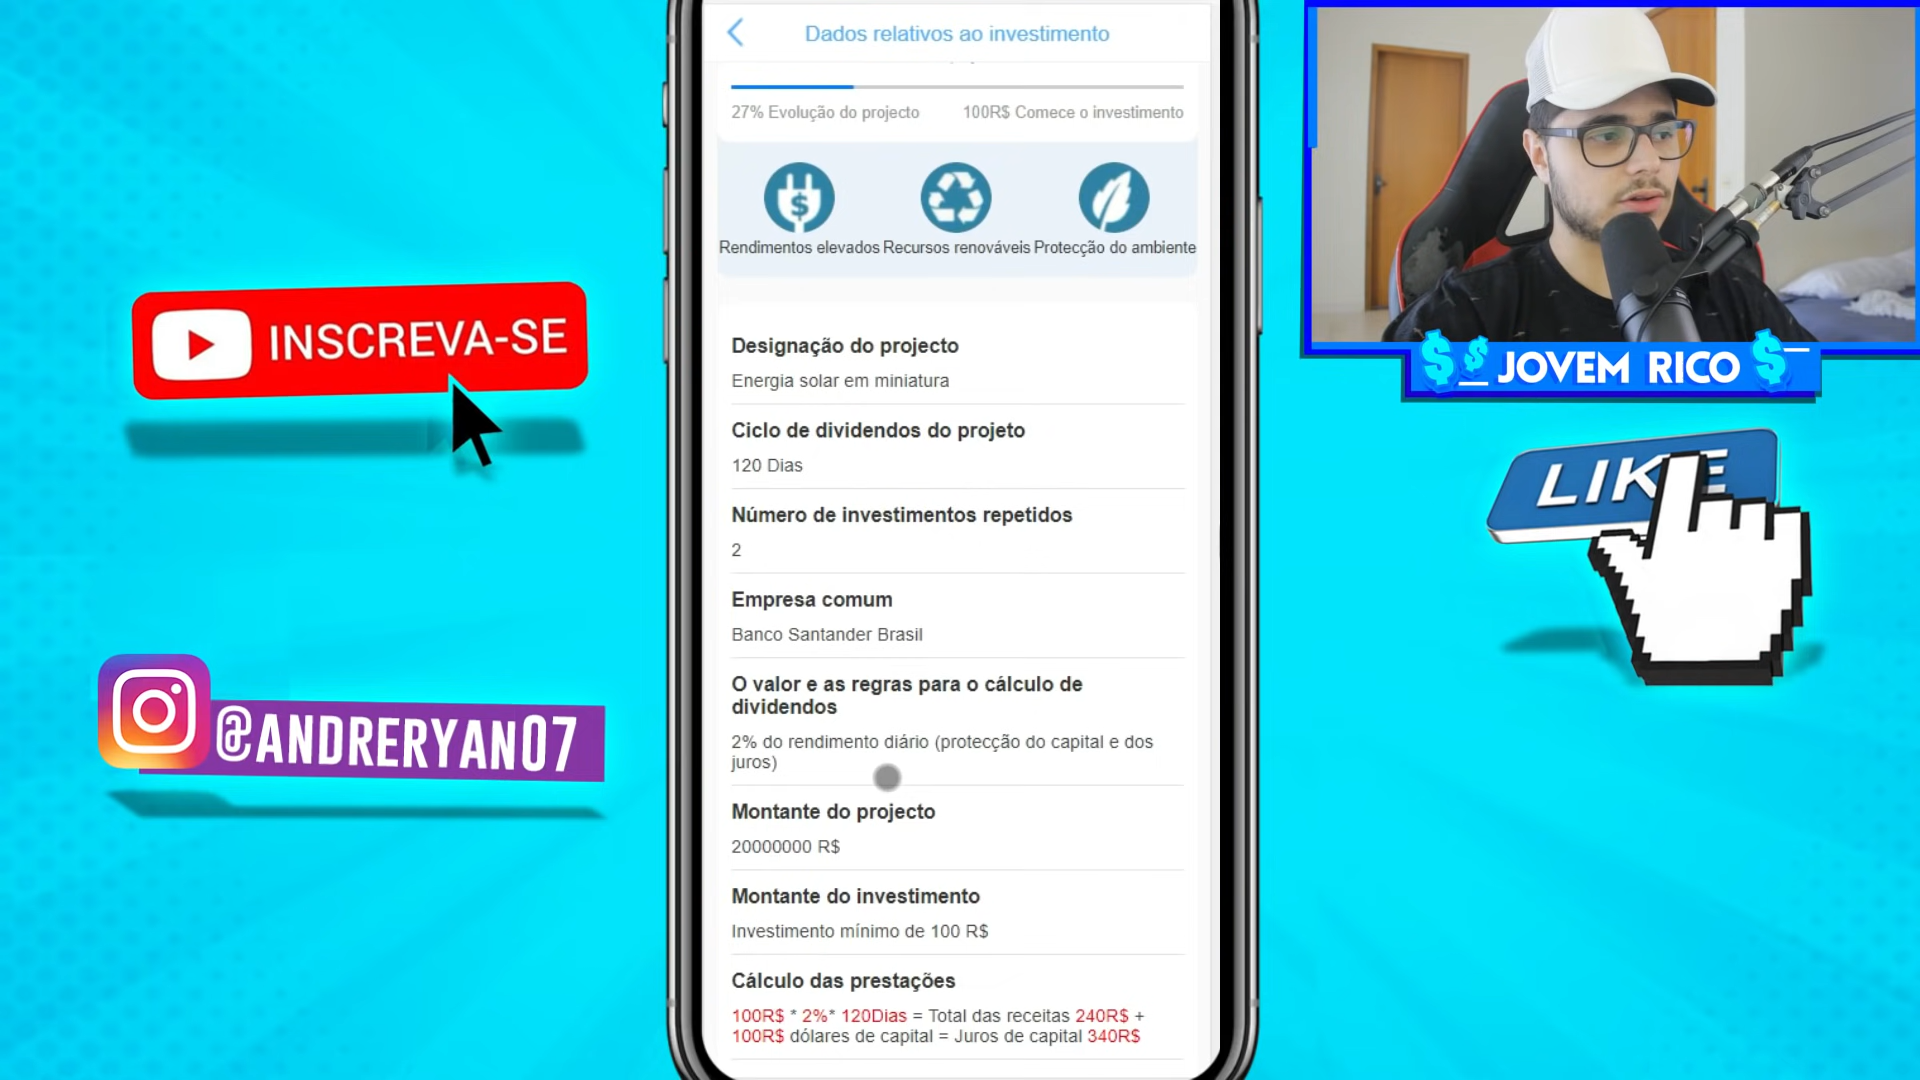 Dados relativos ao investimento
27% Evolução do projecto
100R$ Comece o investimento
Rendimentos elevados
Recursos renováveis
Protecção do ambiente
Designação do projecto
Energia solar em miniatura
Ciclo de dividendos do projeto
120 Dias
Número de investimentos repetidos
2
Empresa comum
Banco Santander Brasil
O valor e as regras para o cálculo de
dividendos
2% do rendimento diário (protecção do capital e dos
juros)
Montante do projecto
20000000 R$
Montante do investimento
Investimento mínimo de 100 R$
Cálculo das prestações
100R$ * 2%* 120Dias = Total das receitas 240R$ +
100R$ dólares de capital = Juros de capital 340R$
INSCREVA-SE
@ANDRERYAN07
JOVEM RICO
LIKE